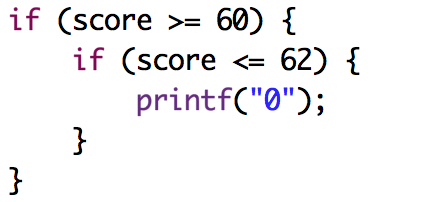 if (score >= 60) {
    if (score <= 62) {
        printf("0");
    }
}